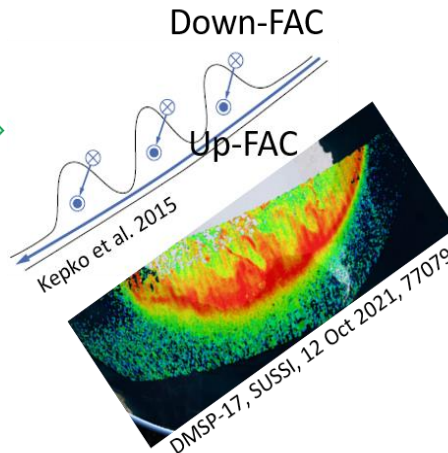 Down-FAC
Up-FAC
Kepko et al. 2015
DMSP-17, SUSSI, 12 Oct 2021, 77079